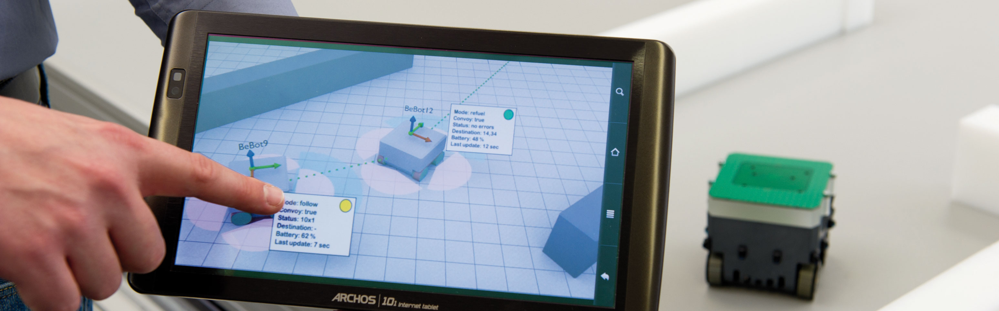 BeBot12
Mode: refuel
Convoy: true
Status: no errors
Destination: 14,34
Battery: 48 %
Last update: 12 sec
BeBot9
ode: follow
Convoy: true
Status: 10x1
Destination: -
Battery: 62 %
Last update: 7 sec
ARCHOS 101 internet tablet